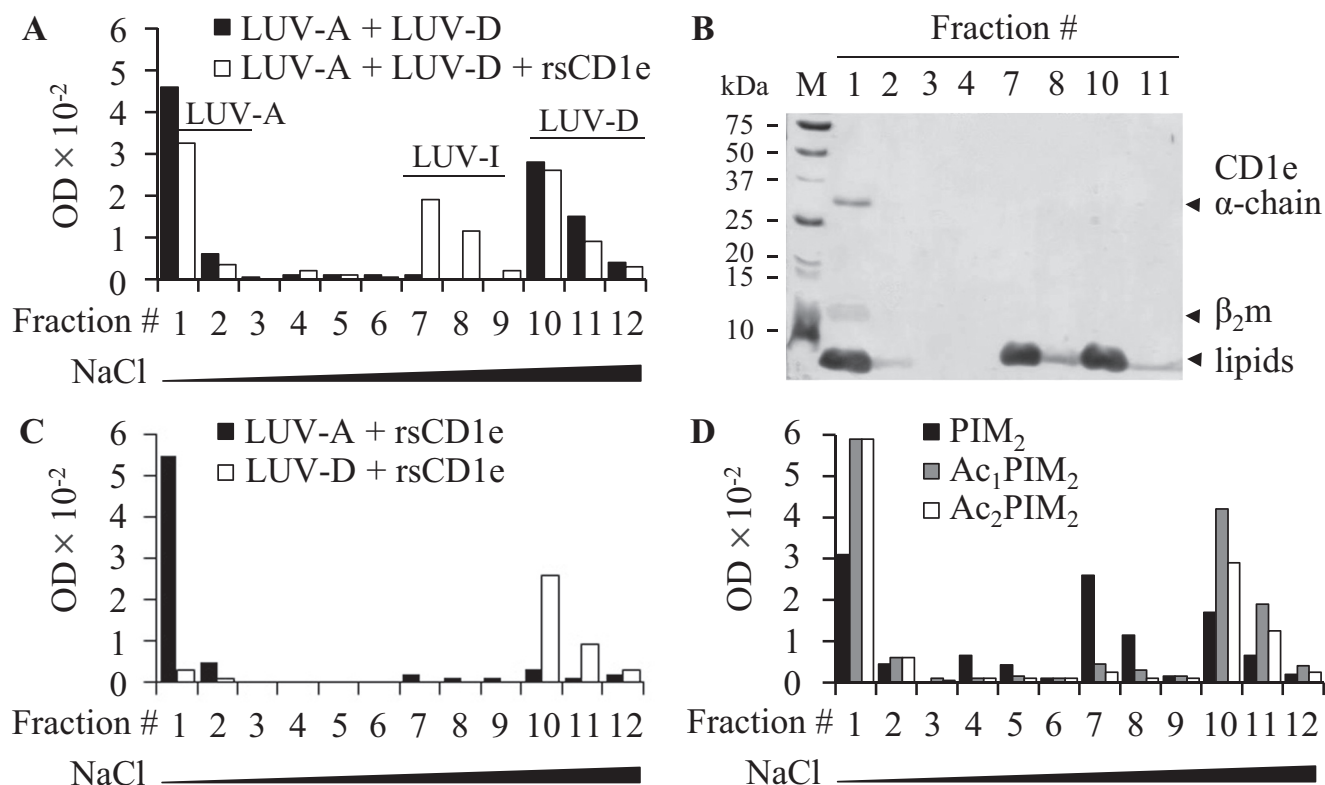 A
OD × 10-2
6
5
4
3
2
1
0
■ LUV-A + LUV-D
□ LUV-A + LUV-D + rsCD1e
LUV-A
LUV-I
LUV-D
Fraction # 1 2 3 4 5 6 7 8 9 10 11 12
NaCl
B
Fraction #
kDa M 1 2 3 4 7 8 10 11
75
50
37
25
20
15
10
CD1e
◄ α-chain
◄ β2m
◄ lipids
C
OD × 10-2
6
5
4
3
2
1
0
■ LUV-A + rsCD1e
□ LUV-D + rsCD1e
Fraction # 1 2 3 4 5 6 7 8 9 10 11 12
NaCl
D
OD ×10-2
6
5
4
3
2
1
0
■ PIM2
■ Ac1PIM2
□ Ac2PIM2
Fraction # 1 2 3 4 5 6 7 8 9 10 11 12
NaCl